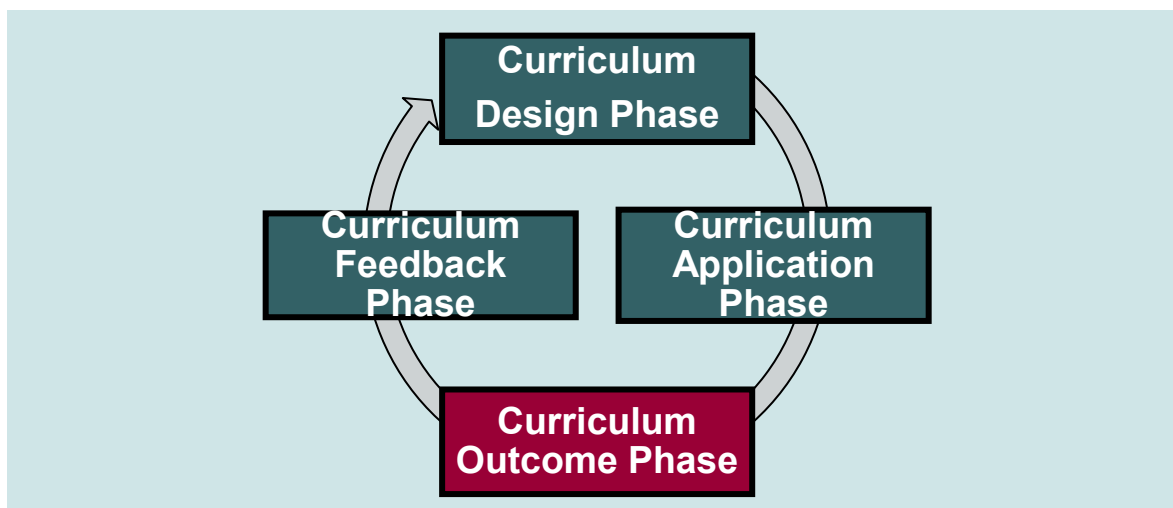 Curriculum
Design Phase
Curriculum
Feedback
Phase
Curriculum
Application
Phase
Curriculum
Outcome Phase